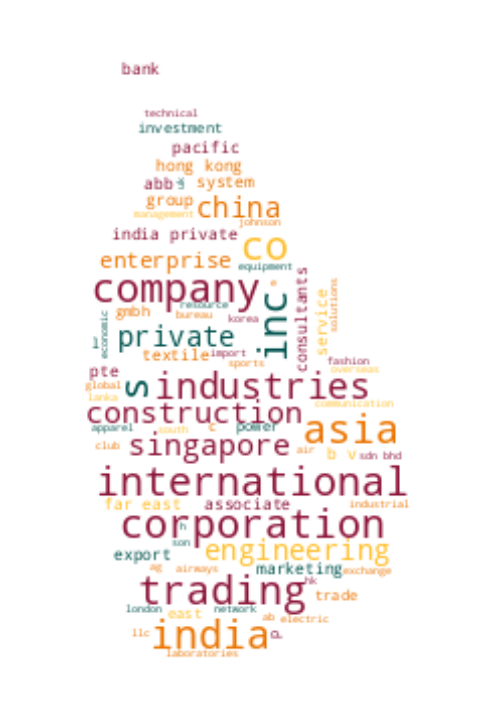 bank
technical
investment
pacific
hong kong
abb s system
group china
management
johnson
india private co
enterprise equipment
company inc consultants
resource service solutions
gmbh bureau
korea
economic private
textile import
sports fashion
pte overseas
global s industries
lanka communication
construction
apparel south c power asia
club singapore air b v sdn bhd
international
far east associate industrial
corporation
h
son engineering
export marketing
ag airways exchange
trading hk
trade
london east network ab electric
llc india p
laboratories